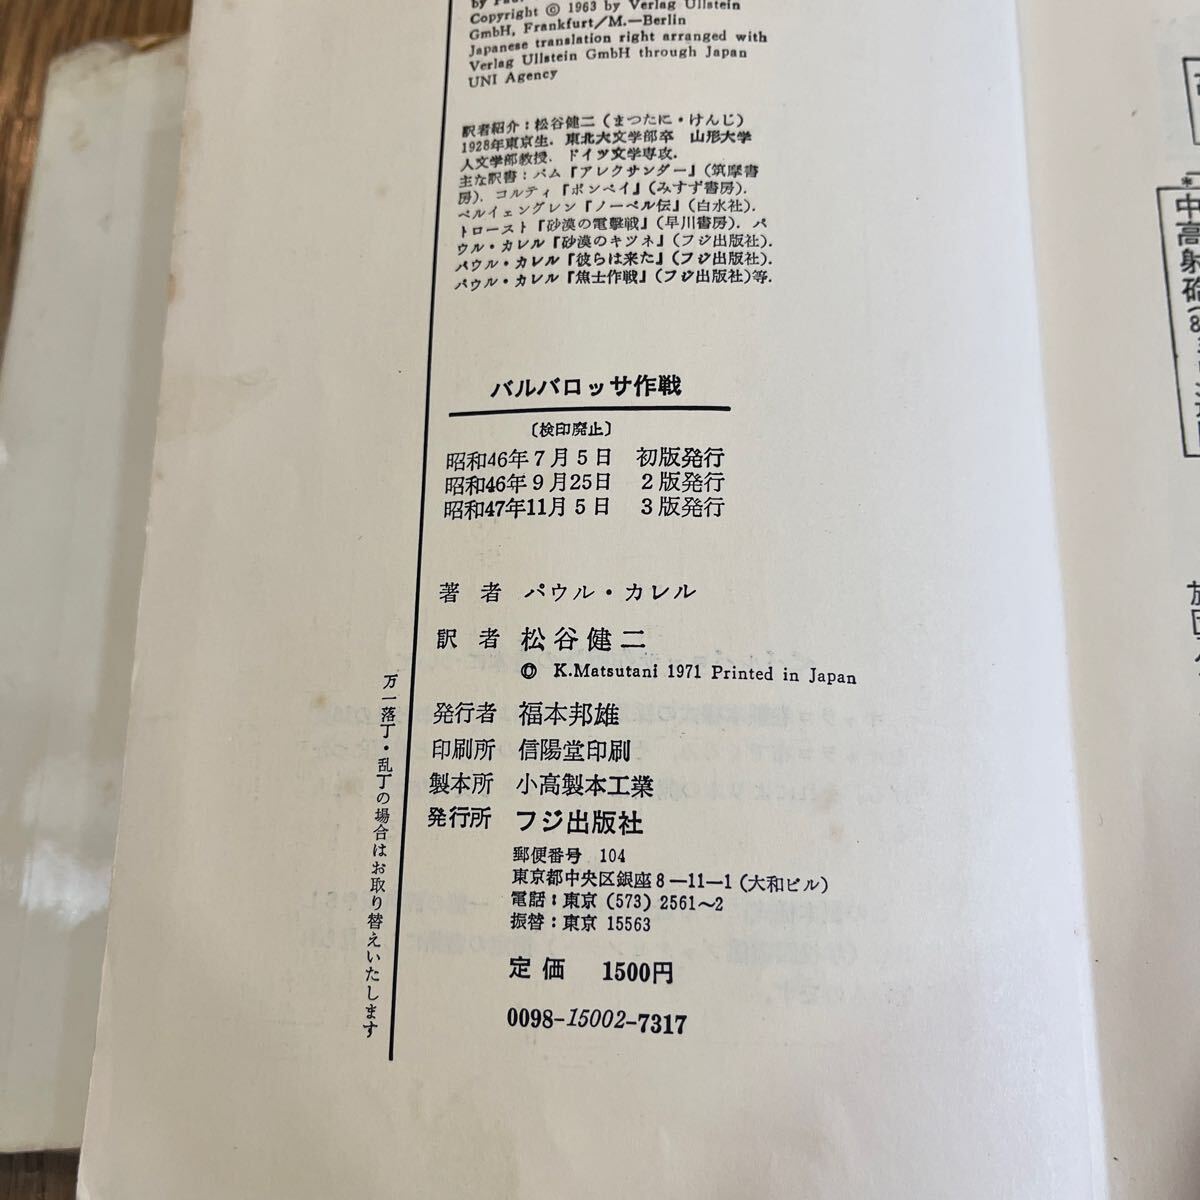 Copyright © 1963 by Verlag Ullstein
GmbH, Frankfurt/M.—Berlin
Japanese translation right arranged with
Verlag Ullstein GmbH through Japan
UNI Agency
訳者紹介：松谷健二（まつたに・けんじ）
1928年東京生．東北大文学部卒 山形大学
人文学部教授．ドイツ文学専攻．
主な訳書：バム『アレクサンダー』（筑摩書
房）．コルティ『ポンペイ』（みすず書房）．
ベルイェングレン『ノーベル伝』（白水社）．
トロースト『砂漠の電撃戦』（早川書房）．パ
ウル・カレル『砂漠のキツネ』（フジ出版社）．
パウル・カレル『彼らは来た』（フジ出版社）．
パウル・カレル『焦土作戦』（フジ出版社）等．
バルバロッサ作戦
〔検印廃止〕
昭和46年7月5日 初版発行
昭和46年9月25日 2版発行
昭和47年11月5日 3版発行
著者 パウル・カレル
訳者 松谷健二
© K.Matsutani 1971 Printed in Japan
発行者 福本邦雄
印刷所 信陽堂印刷
製本所 小高製本工業
発行所 フジ出版社
郵便番号 104
東京都中央区銀座8—11—1（大和ビル）
電話：東京（573）2561〜2
振替：東京 15563
定価 1500円
0098-15002-7317
万一落丁・乱丁の場合はお取り替えいたします
*中高射砲(8